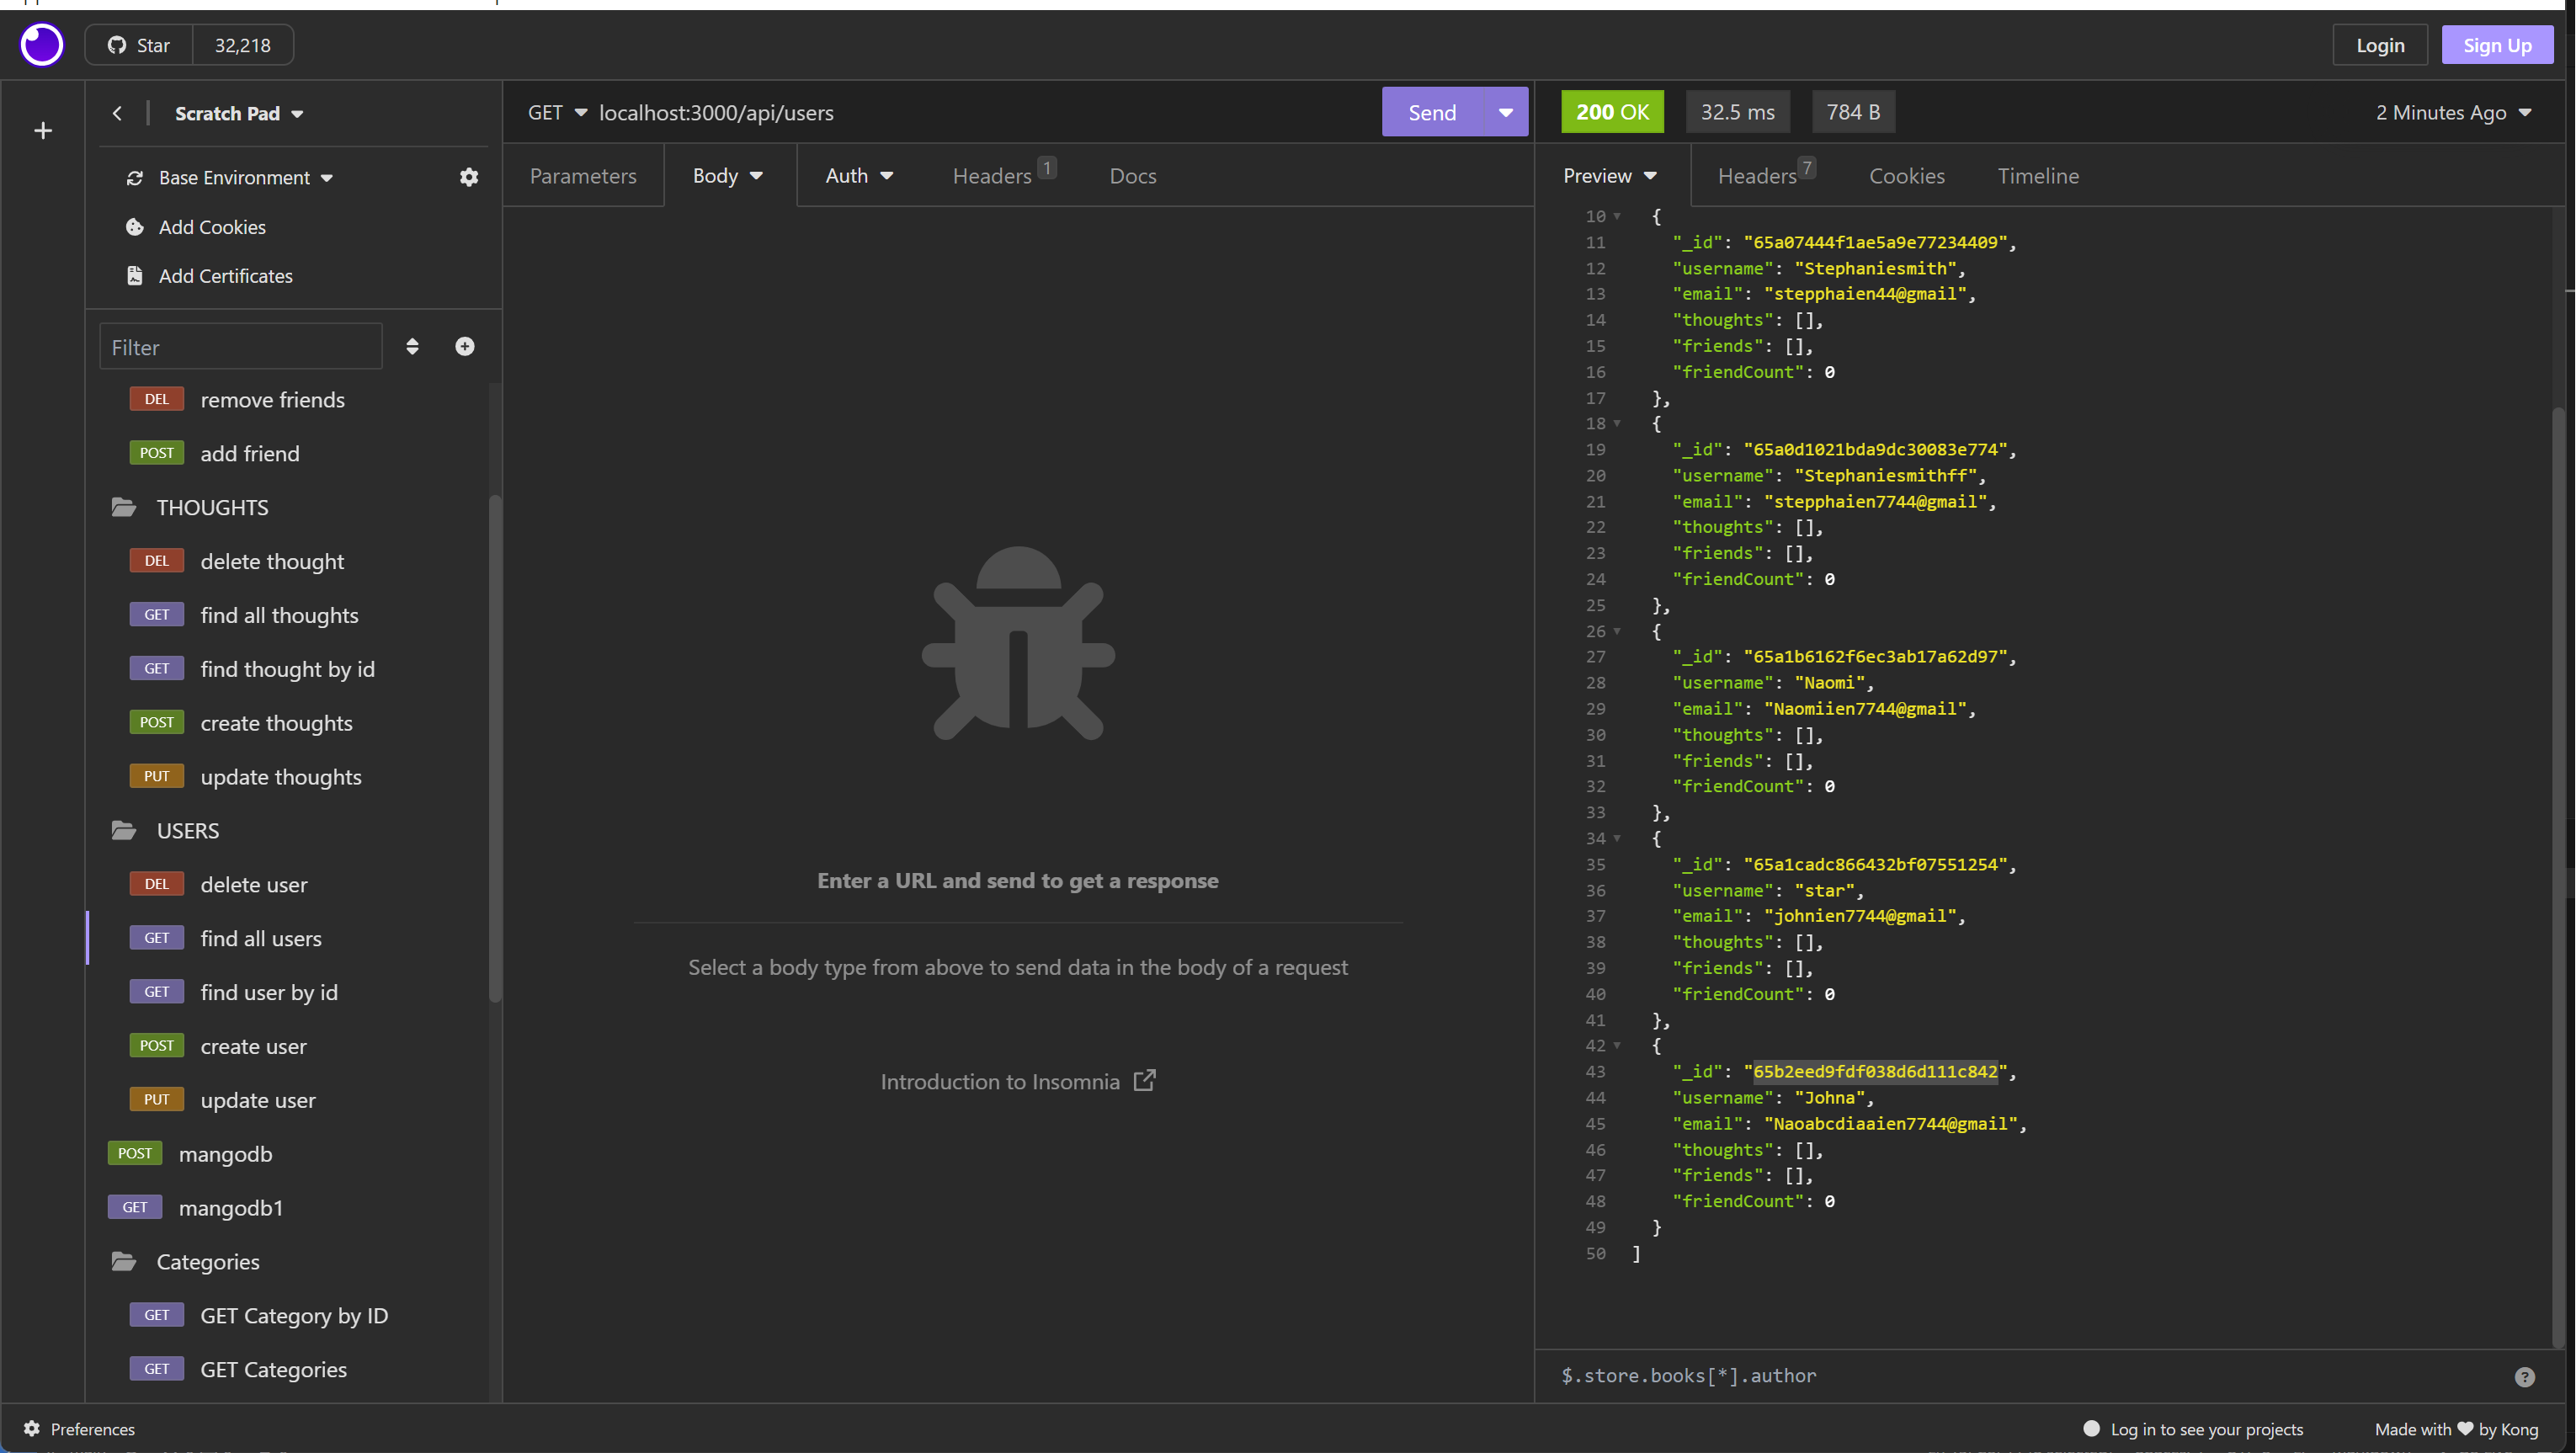 Star 32,218
Login Sign Up
Scratch Pad
Base Environment
Add Cookies
Add Certificates
Filter
DEL remove friends
POST add friend
THOUGHTS
DEL delete thought
GET find all thoughts
GET find thought by id
POST create thoughts
PUT update thoughts
USERS
DEL delete user
GET find all users
GET find user by id
POST create user
PUT update user
POST mangodb
GET mangodb1
Categories
GET GET Category by ID
GET GET Categories
GET localhost:3000/api/users Send
Parameters Body Auth Headers 1 Docs
Enter a URL and send to get a response
Select a body type from above to send data in the body of a request
Introduction to Insomnia
200 OK 32.5 ms 784 B 2 Minutes Ago
Preview Headers 7 Cookies Timeline
10 {
11 "_id": "65a07444f1ae5a9e77234409",
12 "username": "Stephaniesmith",
13 "email": "stepphaien44@gmail",
14 "thoughts": [],
15 "friends": [],
16 "friendCount": 0
17 },
18 {
19 "_id": "65a0d1021bda9dc30083e774",
20 "username": "Stephaniesmithff",
21 "email": "stepphaien7744@gmail",
22 "thoughts": [],
23 "friends": [],
24 "friendCount": 0
25 },
26 {
27 "_id": "65a1b6162f6ec3ab17a62d97",
28 "username": "Naomi",
29 "email": "Naomiien7744@gmail",
30 "thoughts": [],
31 "friends": [],
32 "friendCount": 0
33 },
34 {
35 "_id": "65a1cadc866432bf07551254",
36 "username": "star",
37 "email": "johnien7744@gmail",
38 "thoughts": [],
39 "friends": [],
40 "friendCount": 0
41 },
42 {
43 "_id": "65b2eed9fdf038d6d111c842",
44 "username": "Johna",
45 "email": "Naoabcdiaaien7744@gmail",
46 "thoughts": [],
47 "friends": [],
48 "friendCount": 0
49 }
50 ]
$.store.books[*].author
Preferences
Log in to see your projects Made with ♥ by Kong